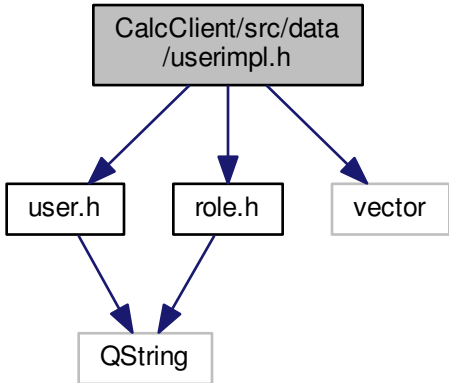 CalcClient/src/data
/userimpl.h
user.h
role.h
vector
QString